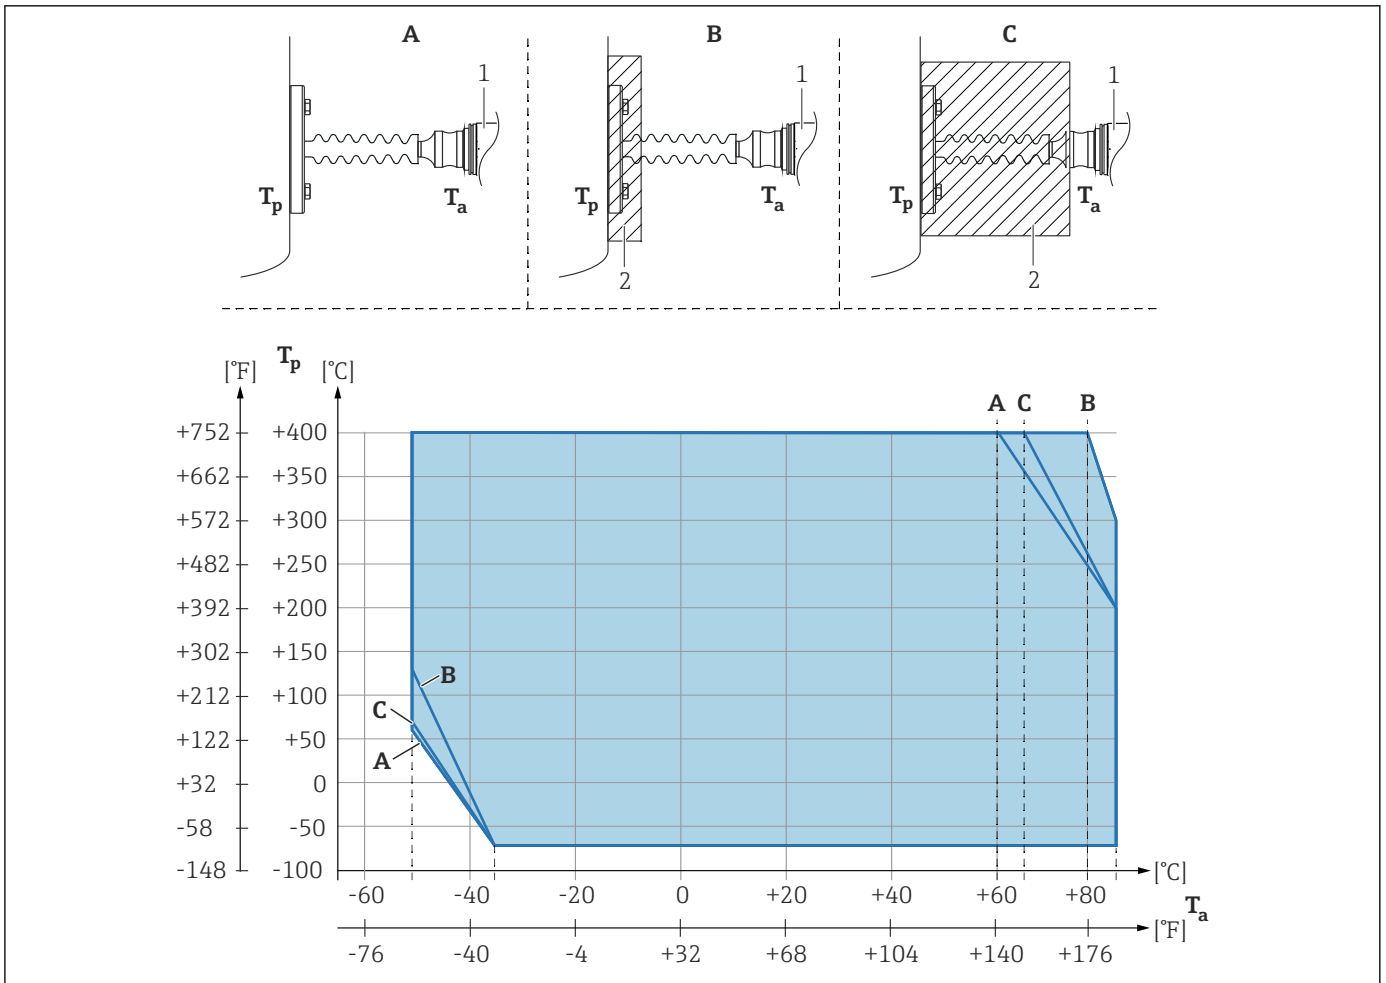 A B C
1 1 1
Tp Ta Tp Ta Tp Ta
2 2
Tp
[°F] [°C]
A C B
+752 +400
+662 +350
+572 +300
+482 +250
+392 +200
+302 +150
B
+212 +100
C
+122 +50
A
+32 0
-58 -50
-148 -100
[°C]
-60 -40 -20 0 +20 +40 +60 +80
Ta
[°F]
-76 -40 -4 +32 +68 +104 +140 +176